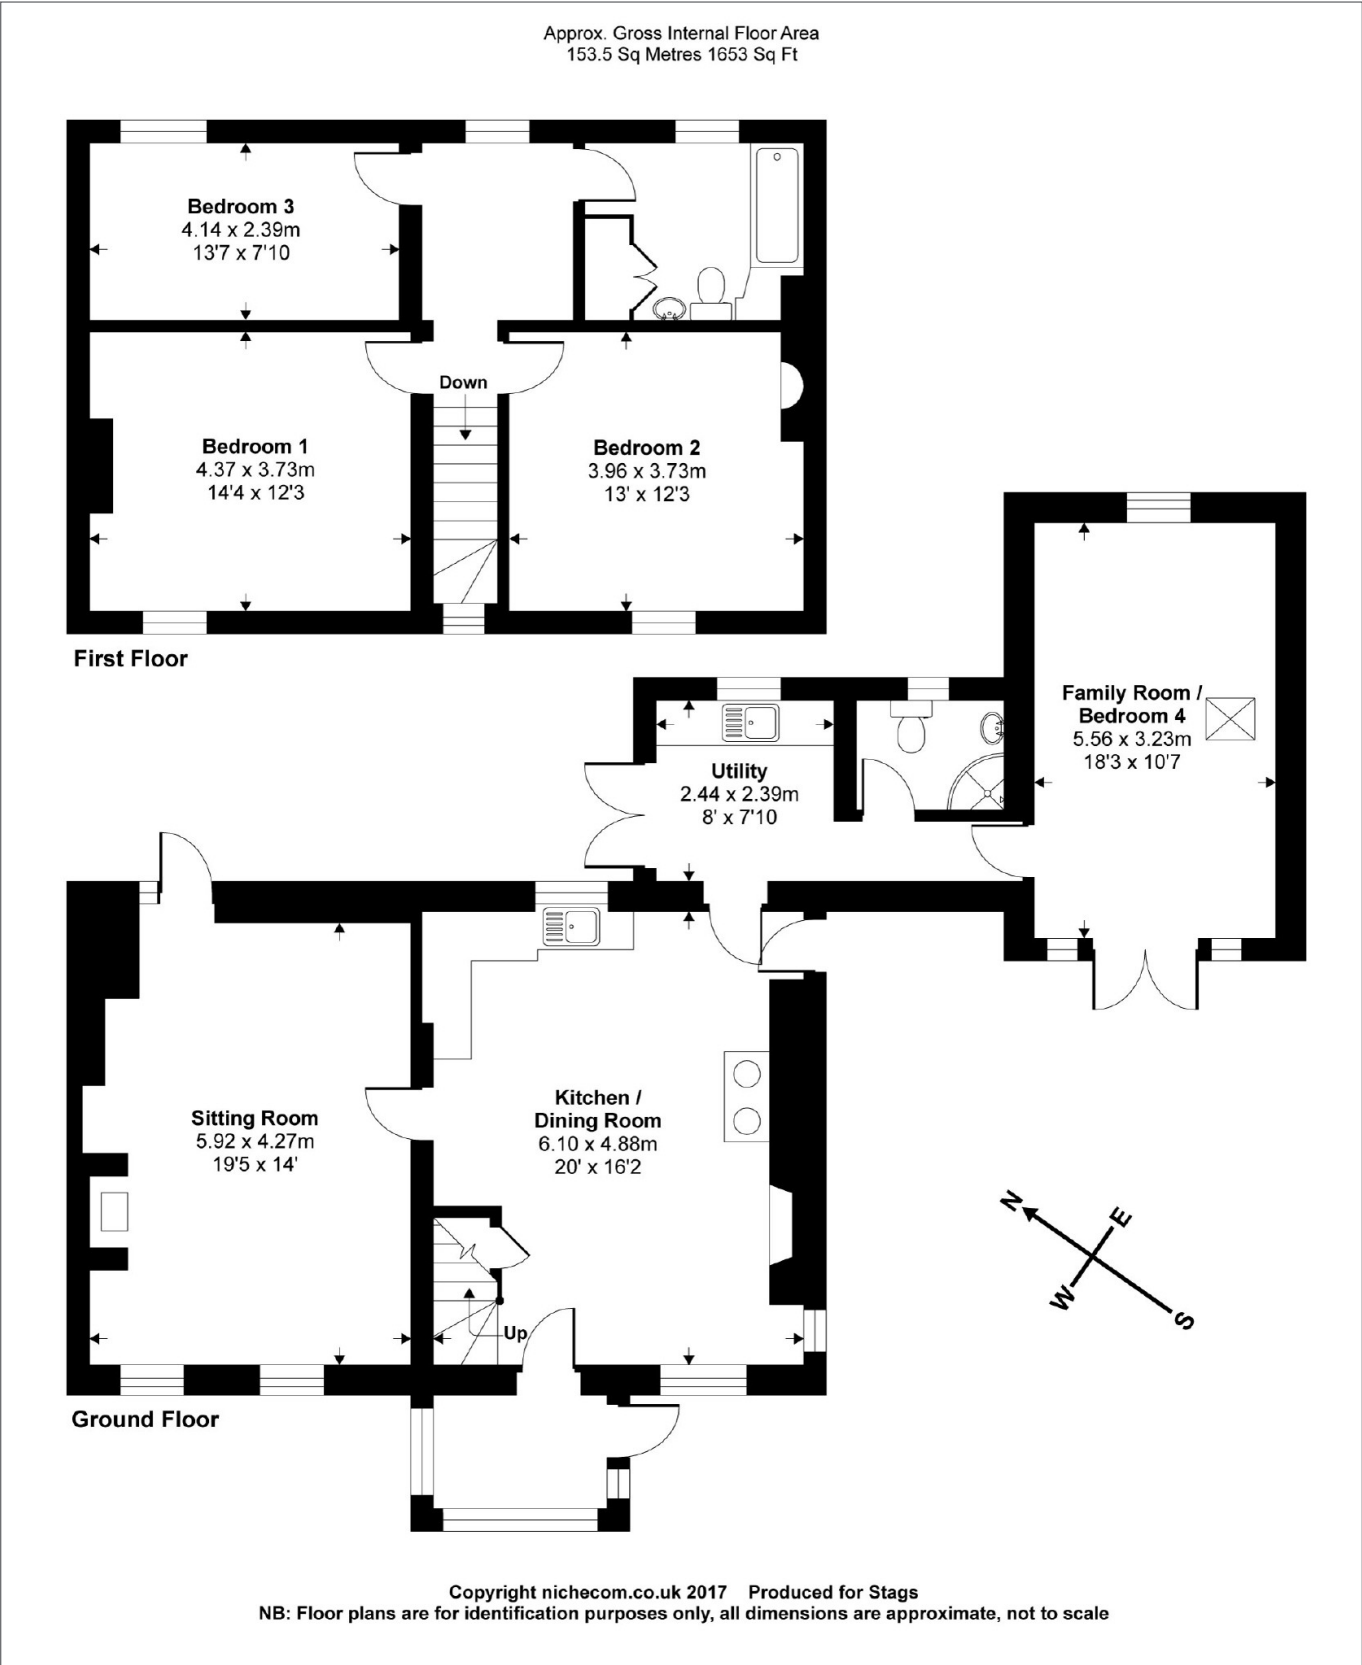 Approx. Gross Internal Floor Area
153.5 Sq Metres 1653 Sq Ft
Bedroom 3
4.14 x 2.39m
13'7 x 7'10
Down
Bedroom 1
4.37 x 3.73m
14'4 x 12'3
Bedroom 2
3.96 x 3.73m
13' x 12'3
First Floor
Family Room /
Bedroom 4
5.56 x 3.23m
18'3 x 10'7
Utility
2.44 x 2.39m
8' x 7'10
Sitting Room
5.92 x 4.27m
19'5 x 14'
Kitchen /
Dining Room
6.10 x 4.88m
20' x 16'2
Up
N
E
W
S
Ground Floor
Copyright nichecom.co.uk 2017 Produced for Stags
NB: Floor plans are for identification purposes only, all dimensions are approximate, not to scale